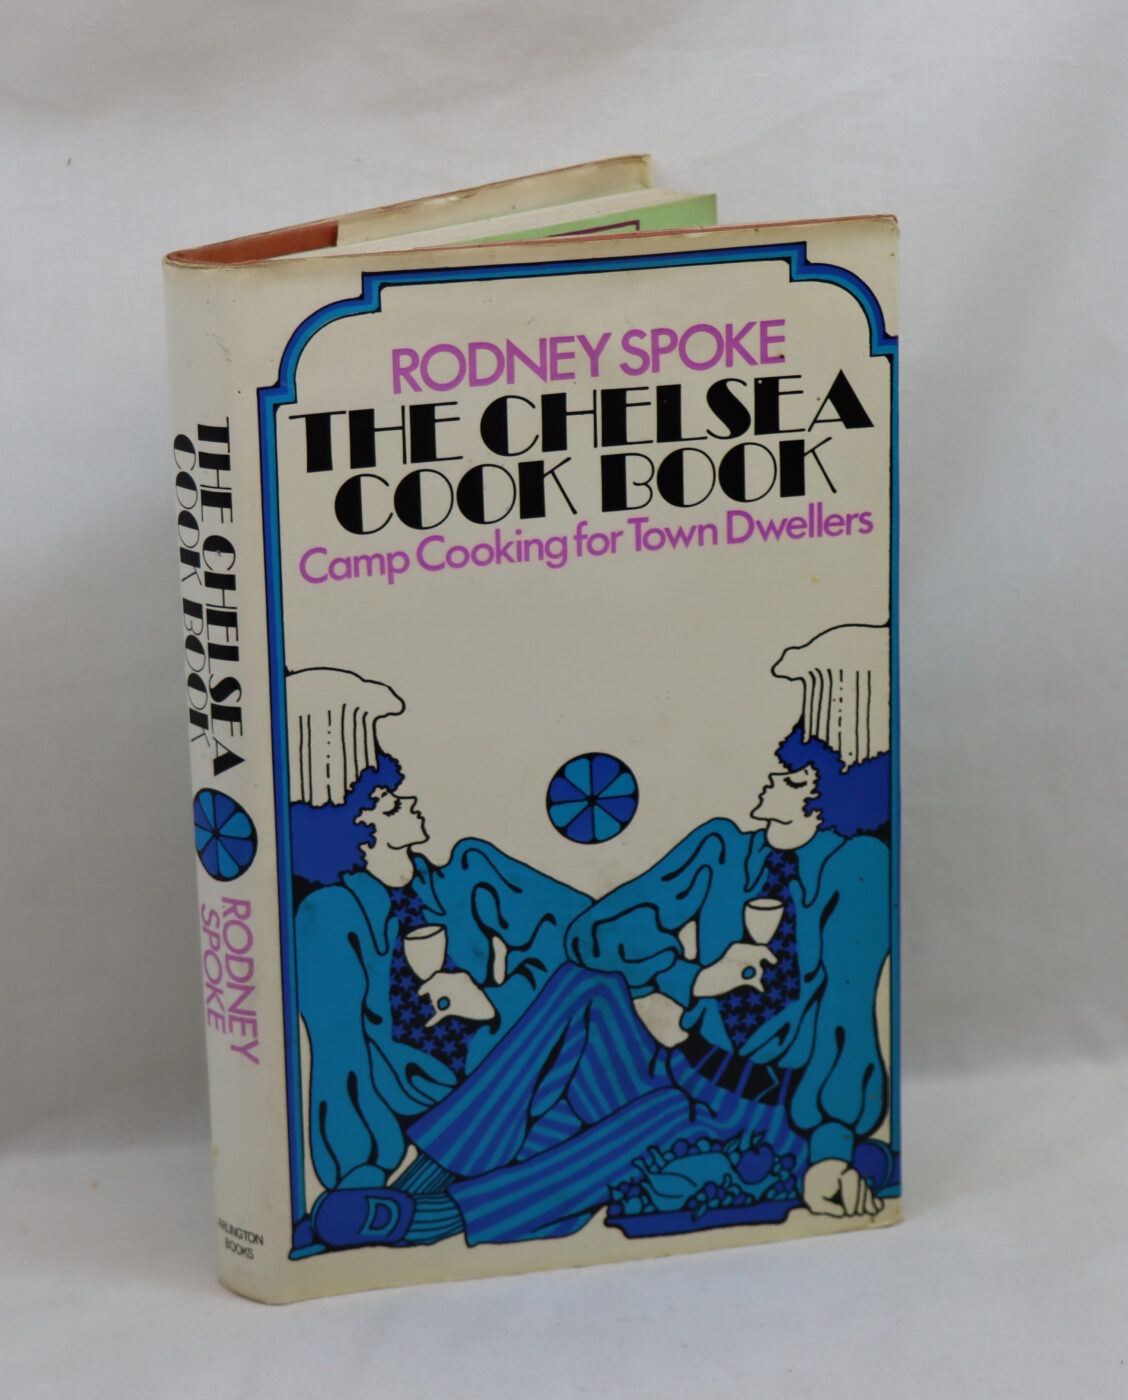 RODNEY SPOKE
THE CHELSEA
COOK BOOK
Camp Cooking for Town Dwellers
D
THE CHELSEA
COOK BOOK
RODNEY
SPOKE
ARLINGTON
BOOKS